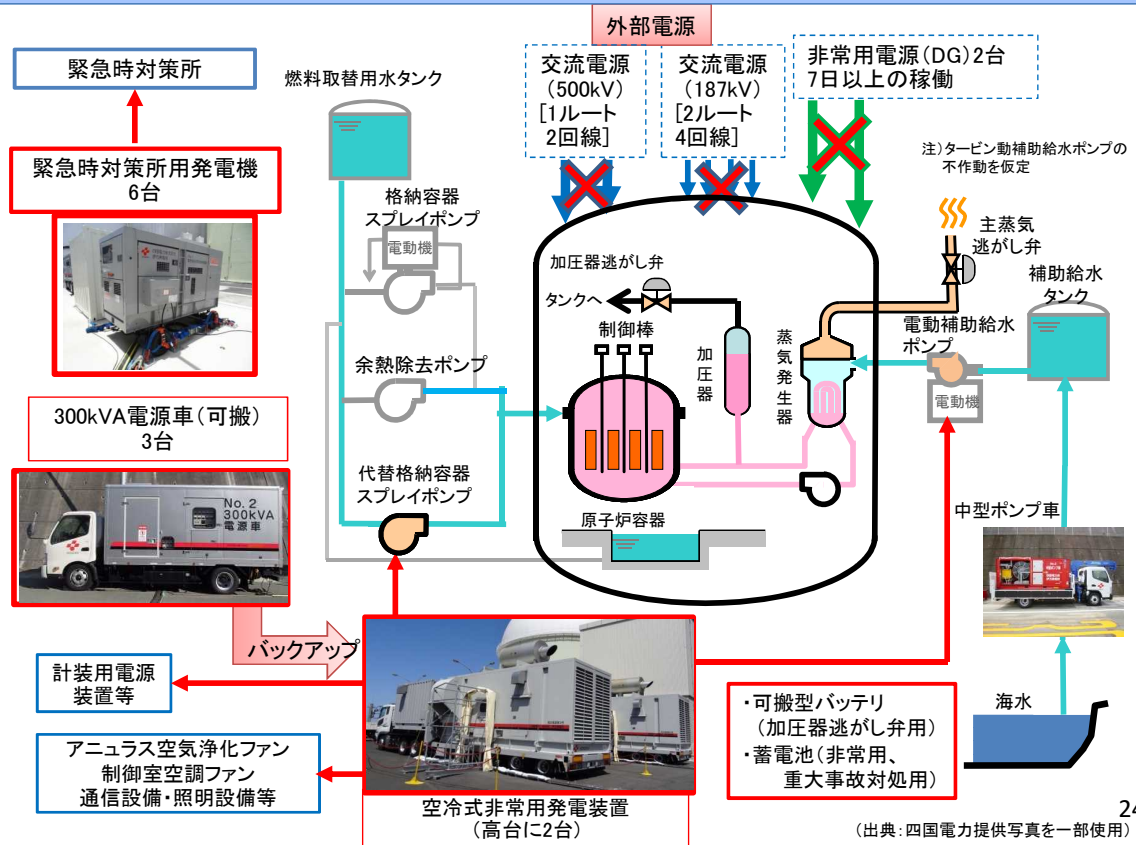 外部電源
緊急時対策所
緊急時対策所用発電機
6台
燃料取替用水タンク
交流電源
(500kV)
[1ルート
2回線]
交流電源
(187kV)
[2ルート
4回線]
非常用電源(DG)2台
7日以上の稼働
注)タービン動補助給水ポンプの
不作動を仮定
格納容器
スプレイポンプ
電動機
加圧器逃がし弁
タンクへ
制御棒
加圧器
蒸気発生器
主蒸気
逃がし弁
補助給水
タンク
電動補助給水
ポンプ
電動機
余熱除去ポンプ
300kVA電源車(可搬)
3台
No.2
300kVA
電源車
代替格納容器
スプレイポンプ
原子炉容器
中型ポンプ車
バックアップ
計装用電源
装置等
アニュラス空気浄化ファン
制御室空調ファン
通信設備・照明設備等
空冷式非常用発電装置
(高台に2台)
・可搬型バッテリ
(加圧器逃がし弁用)
・蓄電池(非常用、
重大事故対処用)
海水
24
(出典:四国電力提供写真を一部使用)